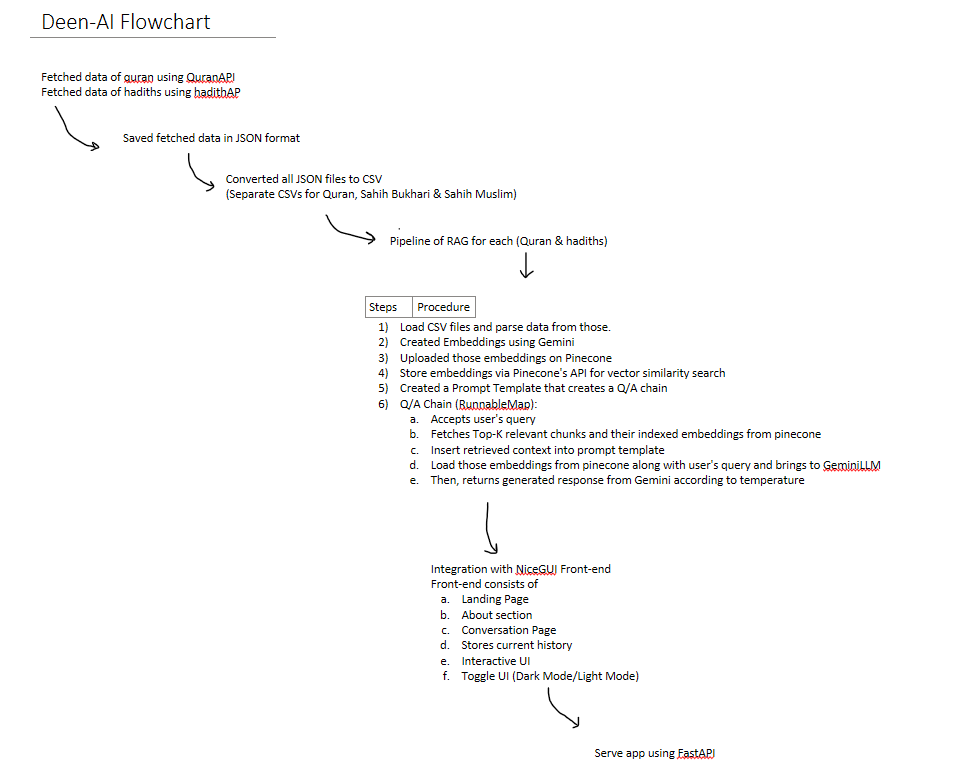 Deen-AI Flowchart
Fetched data of quran using QuranAPI
Fetched data of hadiths using hadithAP
Saved fetched data in JSON format
Converted all JSON files to CSV
(Separate CSVs for Quran, Sahih Bukhari & Sahih Muslim)
Pipeline of RAG for each (Quran & hadiths)
Steps Procedure
1) Load CSV files and parse data from those.
2) Created Embeddings using Gemini
3) Uploaded those embeddings on Pinecone
4) Store embeddings via Pinecone's API for vector similarity search
5) Created a Prompt Template that creates a Q/A chain
6) Q/A Chain (RunnableMap):
a. Accepts user's query
b. Fetches Top-K relevant chunks and their indexed embeddings from pinecone
c. Insert retrieved context into prompt template
d. Load those embeddings from pinecone along with user's query and brings to GeminiLLM
e. Then, returns generated response from Gemini according to temperature
Integration with NiceGUI Front-end
Front-end consists of
a. Landing Page
b. About section
c. Conversation Page
d. Stores current history
e. Interactive UI
f. Toggle UI (Dark Mode/Light Mode)
Serve app using FastAPI